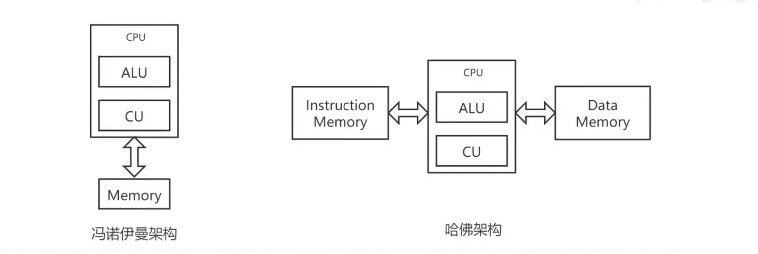 CPU
ALU
CU
Memory
冯诺伊曼架构
Instruction
Memory
CPU
ALU
CU
Data
Memory
哈佛架构